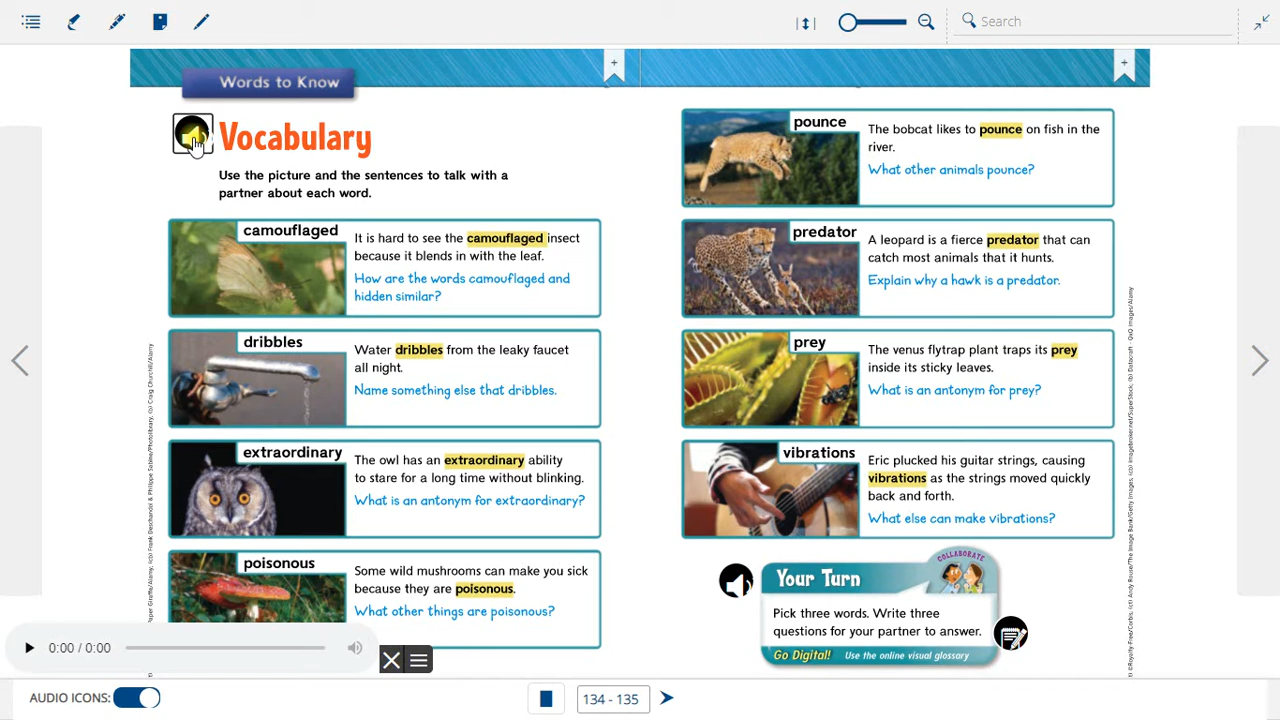 Search
Words to Know
Vocabulary
Use the picture and the sentences to talk with a
partner about each word.
camouflaged
It is hard to see the camouflaged insect
because it blends in with the leaf.
How are the words camouflaged and
hidden similar?
dribbles
Water dribbles from the leaky faucet
all night.
Name something else that dribbles.
extraordinary
The owl has an extraordinary ability
to stare for a long time without blinking.
What is an antonym for extraordinary?
poisonous
Some wild mushrooms can make you sick
because they are poisonous.
What other things are poisonous?
pounce
The bobcat likes to pounce on fish in the
river.
What other animals pounce?
predator
A leopard is a fierce predator that can
catch most animals that it hunts.
Explain why a hawk is a predator.
prey
The venus flytrap plant traps its prey
inside its sticky leaves.
What is an antonym for prey?
vibrations
Eric plucked his guitar strings, causing
vibrations as the strings moved quickly
back and forth.
What else can make vibrations?
COLLABORATE
Your Turn
Pick three words. Write three
questions for your partner to answer.
Go Digital! Use the online visual glossary
0:00 / 0:00
AUDIO ICONS:
134 - 135